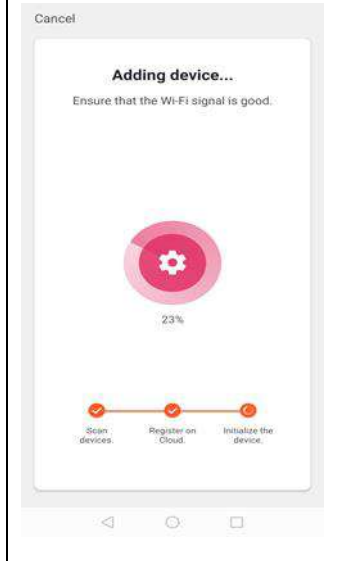 Cancel
Adding device...
Ensure that the Wi-Fi signal is good.
23%
Scan devices.
Register on Cloud.
Initialize the device.